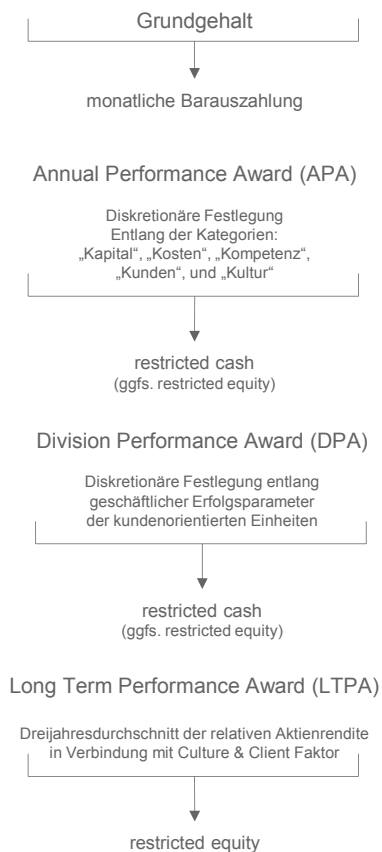 Grundgehalt
monatliche Barauszahlung
Annual Performance Award (APA)
Diskretionäre Festlegung
Entlang der Kategorien:
„Kapital“, „Kosten“, „Kompetenz“,
„Kunden“, und „Kultur“
restricted cash
(ggfs. restricted equity)
Division Performance Award (DPA)
Diskretionäre Festlegung entlang
geschäftlicher Erfolgsparameter
der kundenorientierten Einheiten
restricted cash
(ggfs. restricted equity)
Long Term Performance Award (LTPA)
Dreijahresdurchschnitt der relativen Aktienrendite
in Verbindung mit Culture & Client Faktor
restricted equity